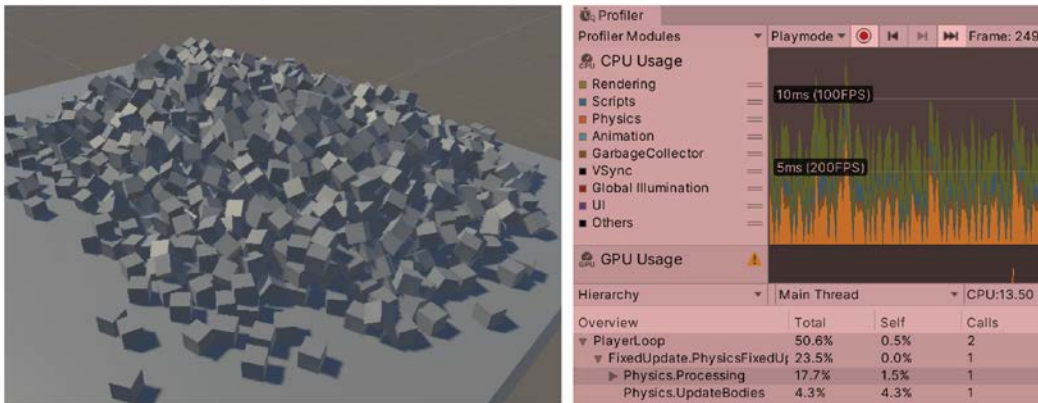 Profiler
Profiler Modules Playmode Frame: 249
CPU Usage
Rendering
Scripts
Physics
Animation
GarbageCollector
VSync
Global Illumination
UI
Others
10ms (100FPS)
5ms (200FPS)
GPU Usage
Hierarchy Main Thread CPU:13.50
Overview Total Self Calls
PlayerLoop 50.6% 0.5% 2
FixedUpdate.PhysicsFixedUp 23.5% 0.0% 1
Physics.Processing 17.7% 1.5% 1
Physics.UpdateBodies 4.3% 4.3% 1